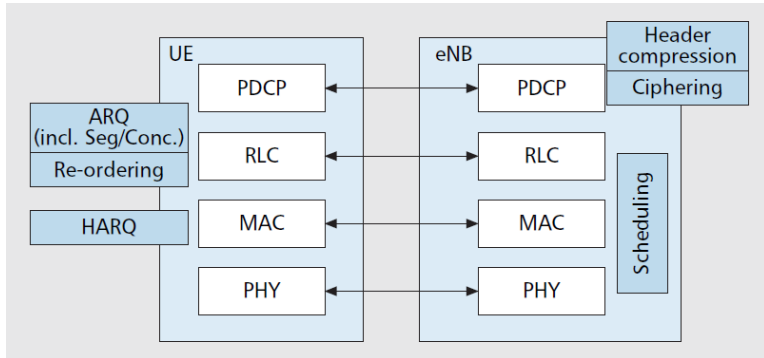 UE
eNB
Header
compression
Ciphering
PDCP
PDCP
ARQ
(incl. Seg/Conc.)
Re-ordering
RLC
RLC
HARQ
MAC
MAC
Scheduling
PHY
PHY